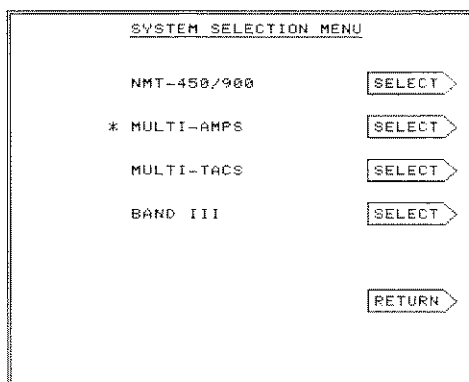 SYSTEM SELECTION MENU
NMT-450/900 SELECT
* MULTI-AMPS SELECT
MULTI-TACS SELECT
BAND III SELECT
RETURN